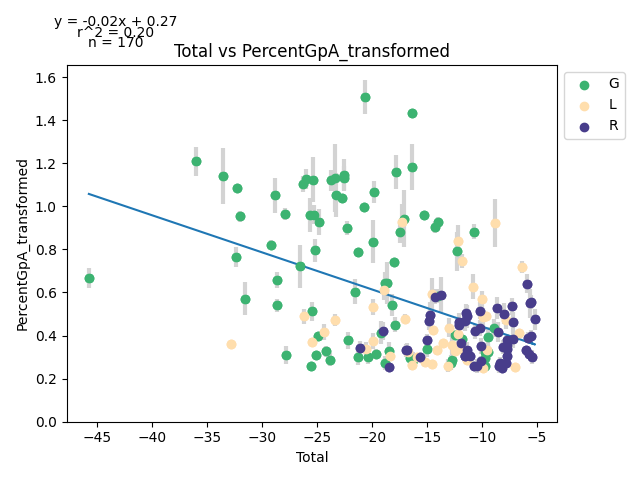 y = -0.02x + 0.27
r^2 = 0.20
n = 170
Total vs PercentGpA_transformed
G
L
R
PercentGpA_transformed
1.6
1.4
1.2
1.0
0.8
0.6
0.4
0.2
0.0
−45
−40
−35
−30
−25
−20
−15
−10
−5
Total